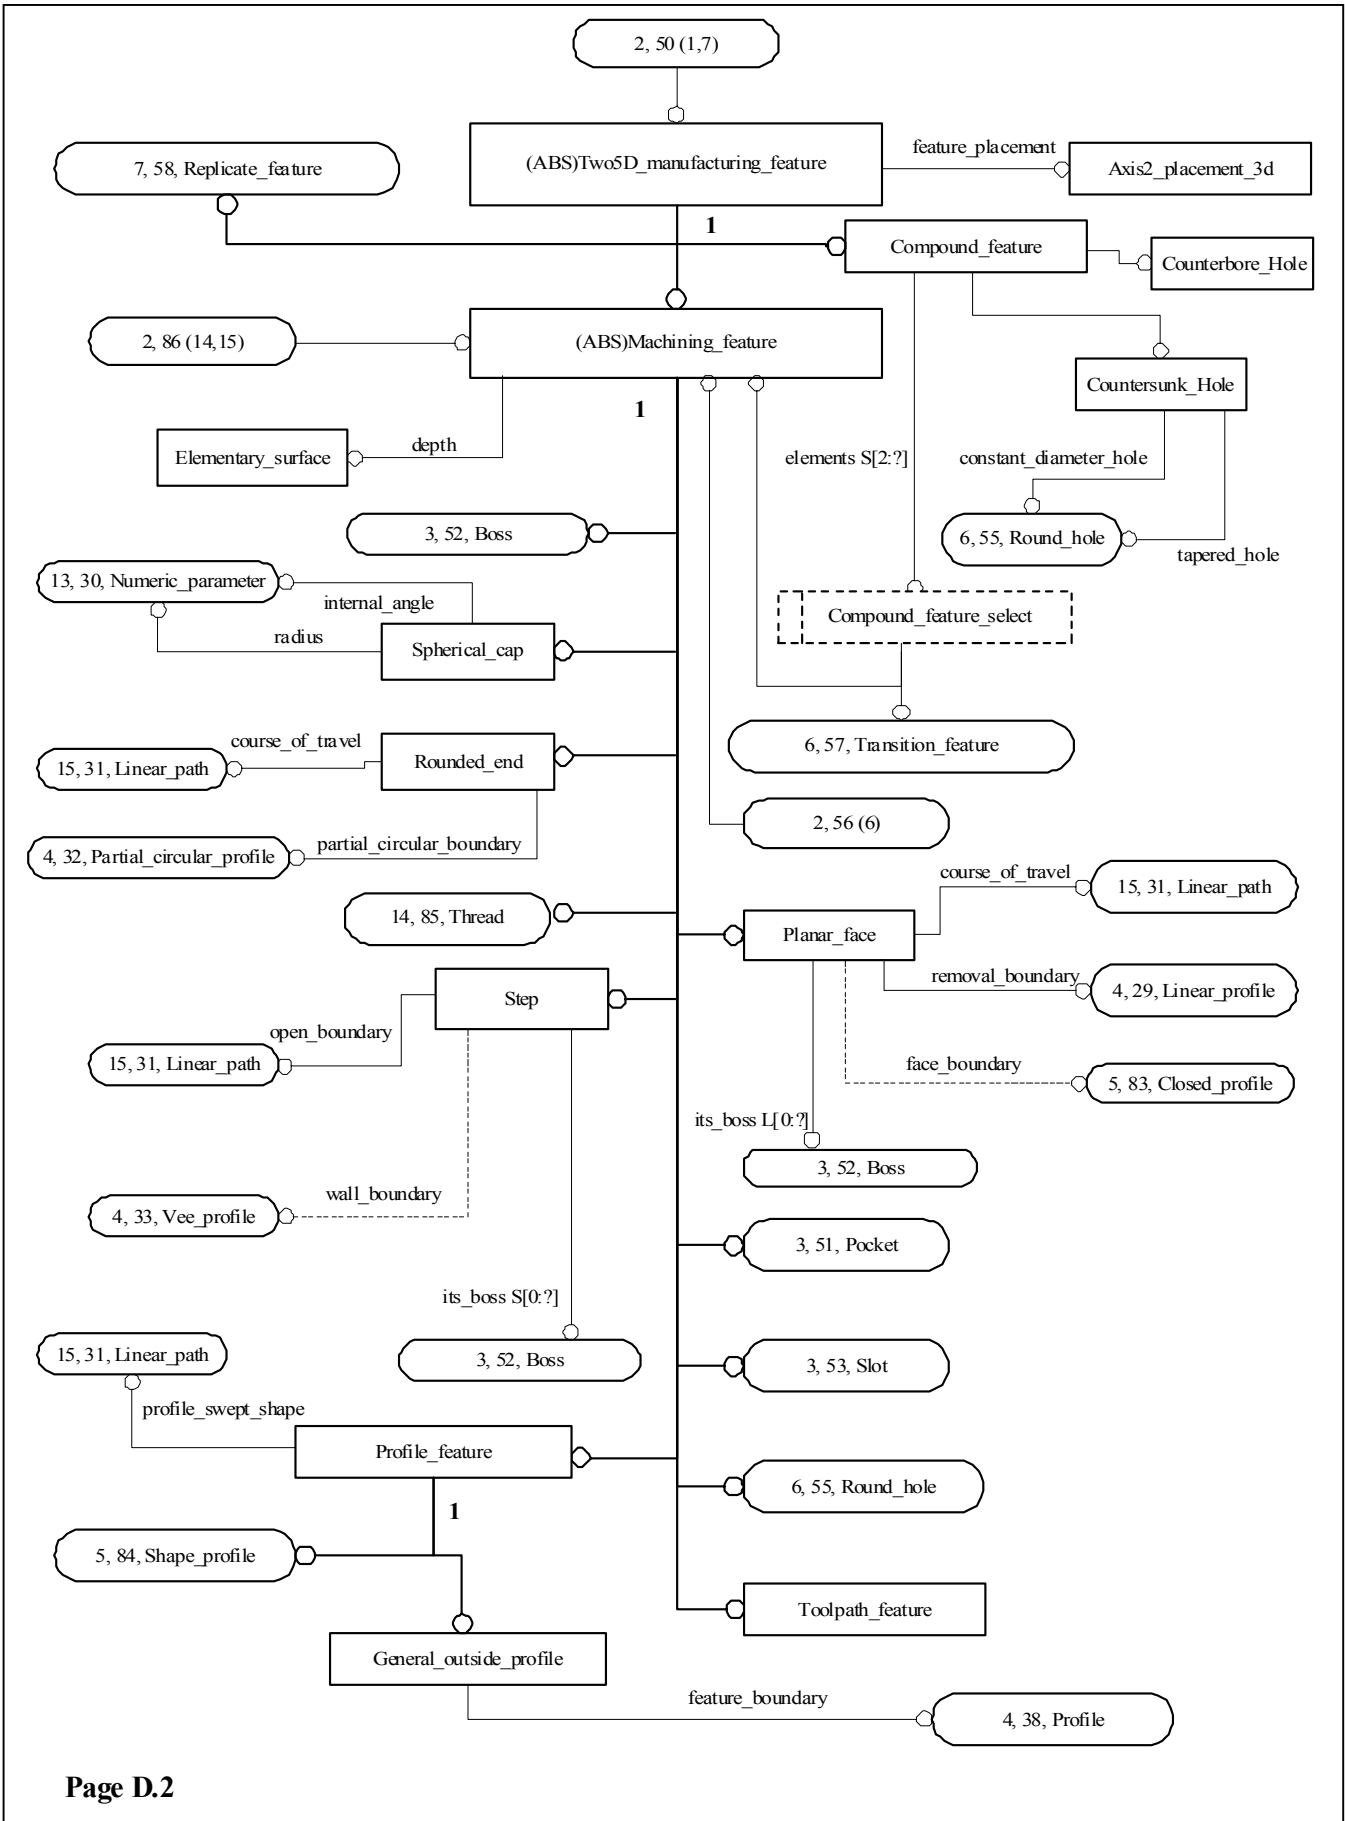 2, 50 (1,7)
(ABS)Two5D_manufacturing_feature
feature_placement
Axis2_placement_3d
7, 58, Replicate_feature
1
Compound_feature
Counterbore_Hole
2, 86 (14,15)
(ABS)Machining_feature
Countersunk_Hole
1
depth
Elementary_surface
elements S[2:?]
constant_diameter_hole
3, 52, Boss
6, 55, Round_hole
tapered_hole
13, 30, Numeric_parameter
internal_angle
radius
Spherical_cap
Compound_feature_select
course_of_travel
15, 31, Linear_path
Rounded_end
6, 57, Transition_feature
2, 56 (6)
partial_circular_boundary
4, 32, Partial_circular_profile
course_of_travel
15, 31, Linear_path
14, 85, Thread
Planar_face
removal_boundary
4, 29, Linear_profile
Step
open_boundary
15, 31, Linear_path
face_boundary
5, 83, Closed_profile
its_boss L[0:?]
3, 52, Boss
wall_boundary
4, 33, Vee_profile
3, 51, Pocket
its_boss S[0:?]
3, 52, Boss
15, 31, Linear_path
3, 53, Slot
profile_swept_shape
Profile_feature
6, 55, Round_hole
1
5, 84, Shape_profile
Toolpath_feature
General_outside_profile
feature_boundary
4, 38, Profile
Page D.2